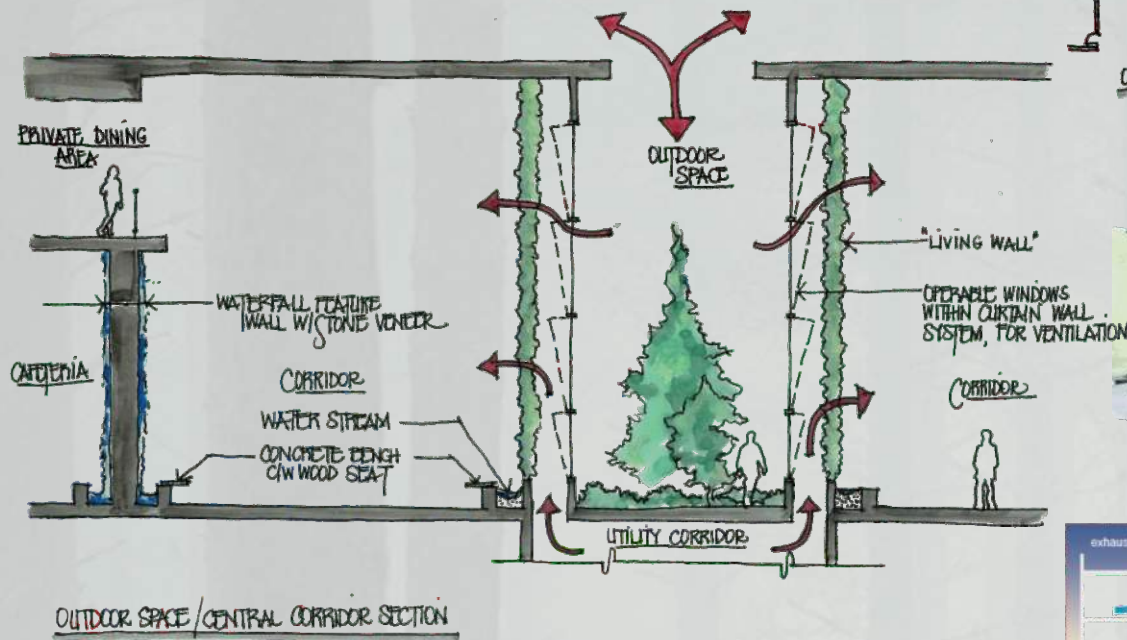 OUTDOOR
SPACE
PRIVATE DINING
AREA
"LIVING WALL"
WATERFALL FEATURE
WALL W/STONE VENEER
OPERABLE WINDOWS
WITHIN CURTAIN WALL
SYSTEM, FOR VENTILATION
CAFETERIA
CORRIDOR
CORRIDOR
WATER STREAM
CONCRETE BENCH
C/W WOOD SEAT
UTILITY CORRIDOR
OUTDOOR SPACE/CENTRAL CORRIDOR SECTION